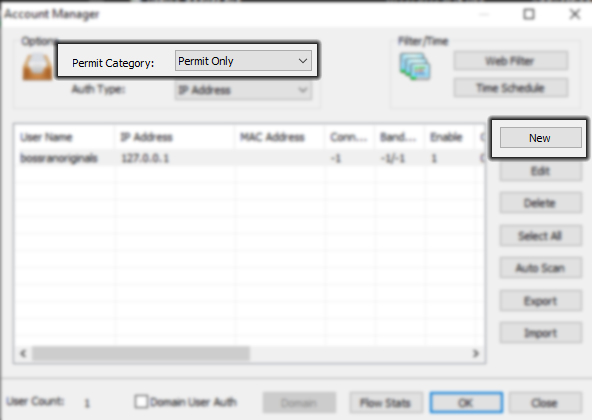 Account Manager
Options
Permit Category: Permit Only
Auth Type: IP Address
Filter/Time
Web Filter
Time Schedule
User Name IP Address MAC Address Conn... Band... Enable
bossranoriginals 127.0.0.1 -1 -1/-1 1
New
Edit
Delete
Select All
Auto Scan
Export
Import
User Count: 1 Domain User Auth Domain Flow Stats OK Close